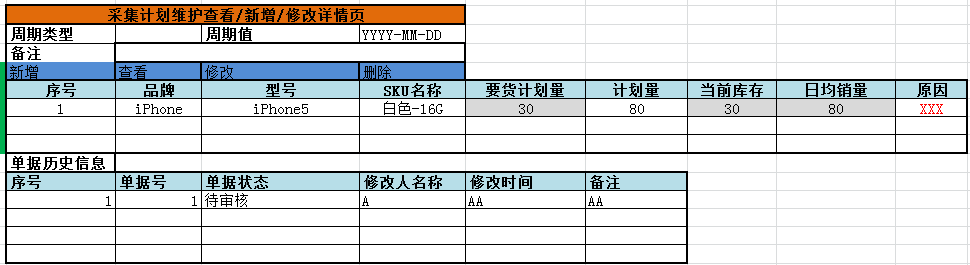 采集计划维护查看/新增/修改详情页
周期类型 周期值 YYYY-MM-DD
备注
新增 查看 修改 删除
序号 品牌 型号 SKU名称 要货计划量 计划量 当前库存 日均销量 原因
1 iPhone iPhone5 白色-16G 30 80 30 80 XXX
单据历史信息
序号 单据号 单据状态 修改人名称 修改时间 备注
1 1 待审核 A AA AA